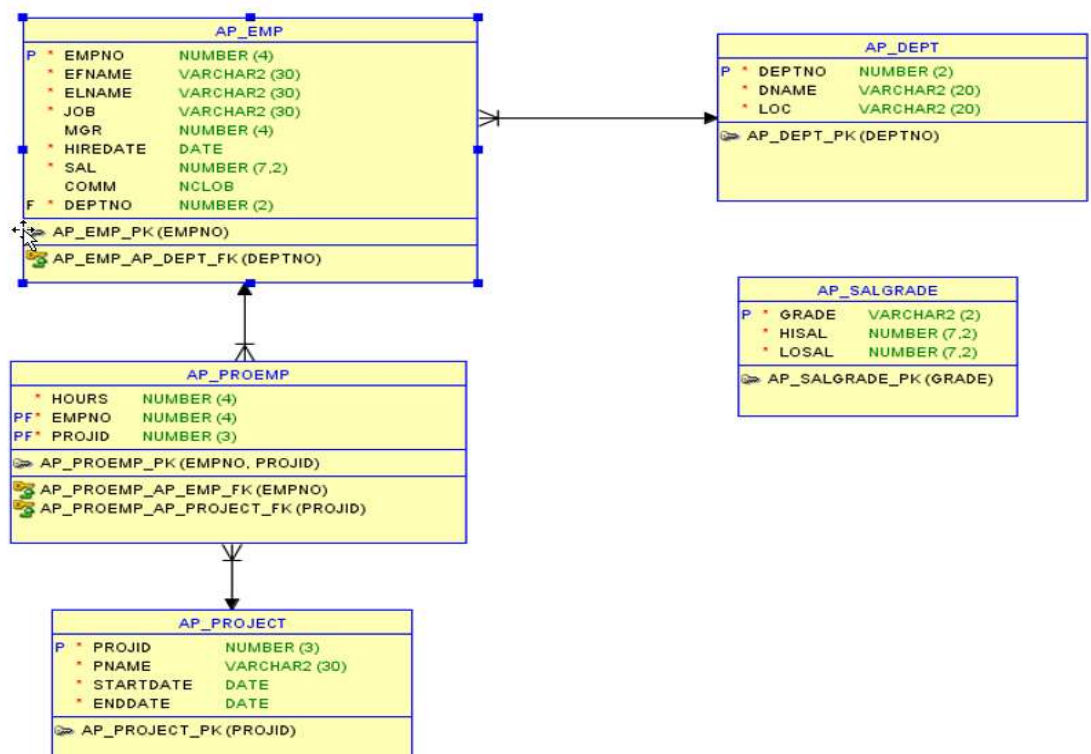 AP_EMP
P * EMPNO NUMBER (4)
* EFNAME VARCHAR2 (30)
* ELNAME VARCHAR2 (30)
* JOB VARCHAR2 (30)
MGR NUMBER (4)
* HIREDATE DATE
* SAL NUMBER (7,2)
COMM NCLOB
F * DEPTNO NUMBER (2)
AP_EMP_PK (EMPNO)
AP_EMP_AP_DEPT_FK (DEPTNO)
AP_DEPT
P * DEPTNO NUMBER (2)
* DNAME VARCHAR2 (20)
* LOC VARCHAR2 (20)
AP_DEPT_PK (DEPTNO)
AP_SALGRADE
P * GRADE VARCHAR2 (2)
* HISAL NUMBER (7,2)
* LOSAL NUMBER (7,2)
AP_SALGRADE_PK (GRADE)
AP_PROEMP
* HOURS NUMBER (4)
PF* EMPNO NUMBER (4)
PF* PROJID NUMBER (3)
AP_PROEMP_PK (EMPNO, PROJID)
AP_PROEMP_AP_EMP_FK (EMPNO)
AP_PROEMP_AP_PROJECT_FK (PROJID)
AP_PROJECT
P * PROJID NUMBER (3)
* PNAME VARCHAR2 (30)
* STARTDATE DATE
* ENDDATE DATE
AP_PROJECT_PK (PROJID)